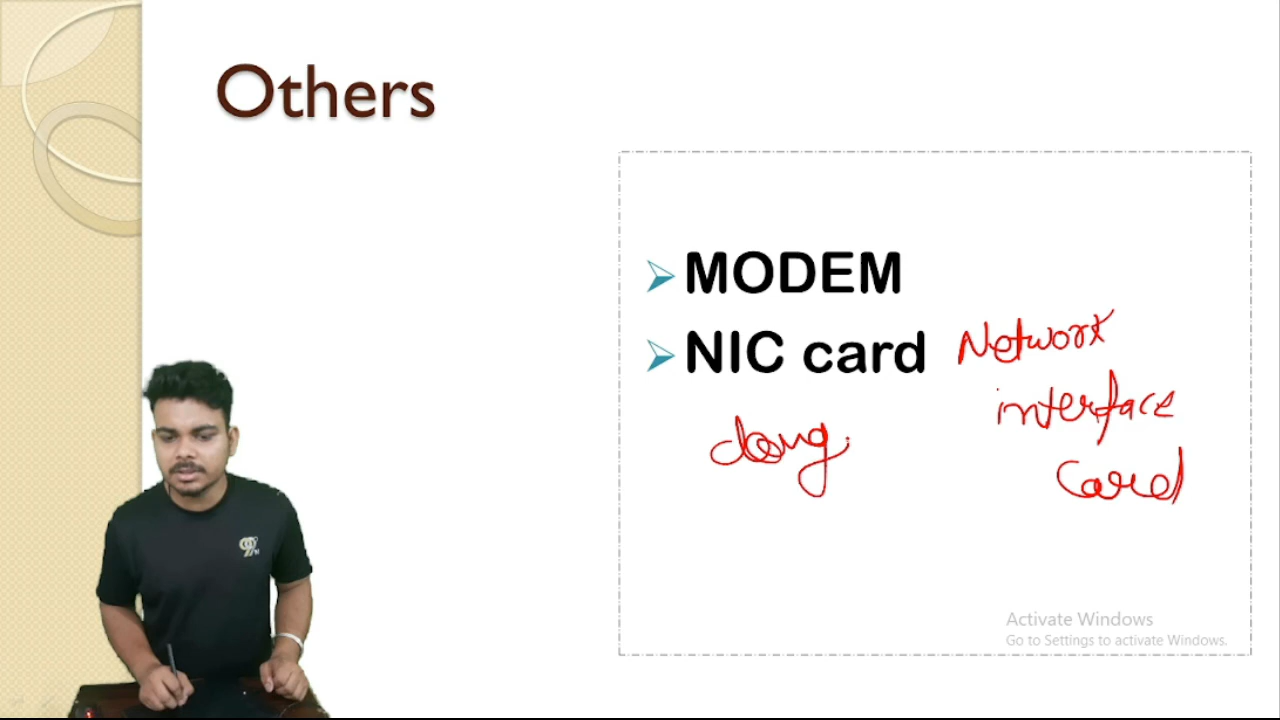 Others
MODEM
NIC card
Network
interface
Card
dong
Activate Windows
Go to Settings to activate Windows.